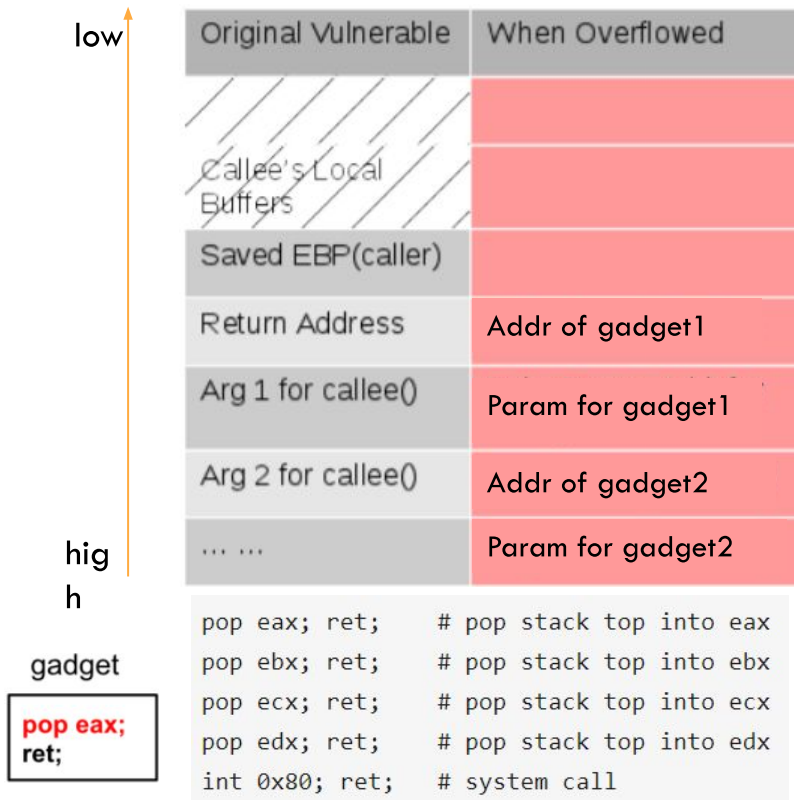 low
Original Vulnerable When Overflowed
Callee's Local
Buffers
Saved EBP(caller)
Return Address Addr of gadget1
Arg 1 for callee() Param for gadget1
Arg 2 for callee() Addr of gadget2
... ... Param for gadget2
hig
h
pop eax; ret; # pop stack top into eax
pop ebx; ret; # pop stack top into ebx
pop ecx; ret; # pop stack top into ecx
pop edx; ret; # pop stack top into edx
int 0x80; ret; # system call
gadget
pop eax;
ret;